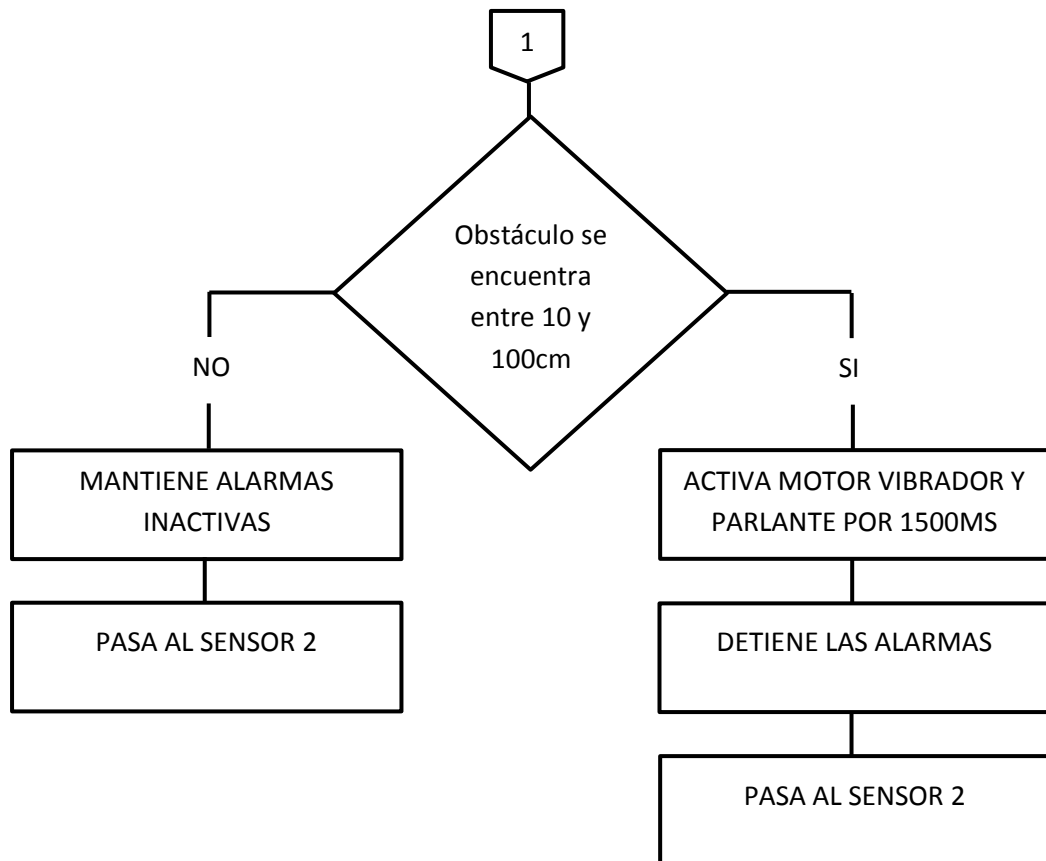 1
Obstáculo se
encuentra
entre 10 y
100cm
NO
SI
MANTIENE ALARMAS
INACTIVAS
PASA AL SENSOR 2
ACTIVA MOTOR VIBRADOR Y
PARLANTE POR 1500MS
DETIENE LAS ALARMAS
PASA AL SENSOR 2